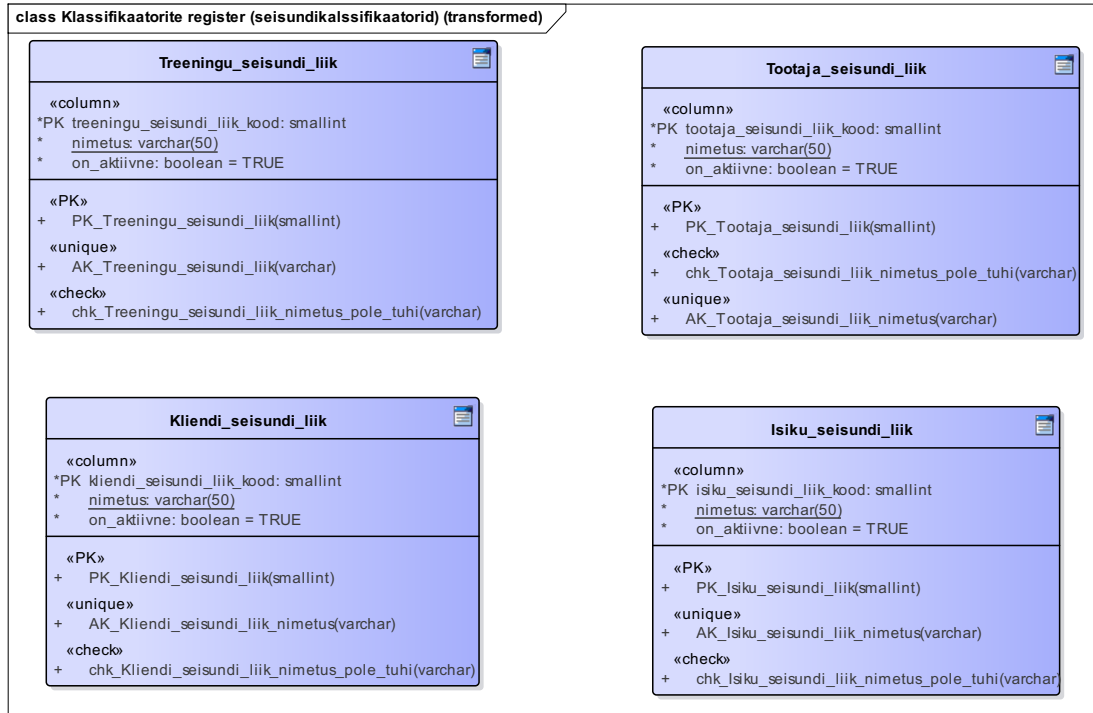 class Klassifikaatorite register (seisundikalssifikaatorid) (transformed)
Treeningu_seisundi_liik
«column»
*PK treeningu_seisundi_liik_kood: smallint
* nimetus: varchar(50)
* on_aktiivne: boolean = TRUE
«PK»
+ PK_Treeningu_seisundi_liik(smallint)
«unique»
+ AK_Treeningu_seisundi_liik(varchar)
«check»
+ chk_Treeningu_seisundi_liik_nimetus_pole_tuhi(varchar)
Tootaja_seisundi_liik
«column»
*PK tootaja_seisundi_liik_kood: smallint
* nimetus: varchar(50)
* on_aktiivne: boolean = TRUE
«PK»
+ PK_Tootaja_seisundi_liik(smallint)
«check»
+ chk_Tootaja_seisundi_liik_nimetus_pole_tuhi(varchar)
«unique»
+ AK_Tootaja_seisundi_liik_nimetus(varchar)
Kliendi_seisundi_liik
«column»
*PK kliendi_seisundi_liik_kood: smallint
* nimetus: varchar(50)
* on_aktiivne: boolean = TRUE
«PK»
+ PK_Kliendi_seisundi_liik(smallint)
«unique»
+ AK_Kliendi_seisundi_liik_nimetus(varchar)
«check»
+ chk_Kliendi_seisundi_liik_nimetus_pole_tuhi(varchar)
Isiku_seisundi_liik
«column»
*PK isiku_seisundi_liik_kood: smallint
* nimetus: varchar(50)
* on_aktiivne: boolean = TRUE
«PK»
+ PK_Isiku_seisundi_liik(smallint)
«unique»
+ AK_Isiku_seisundi_liik_nimetus(varchar)
«check»
+ chk_Isiku_seisundi_liik_nimetus_pole_tuhi(varchar)